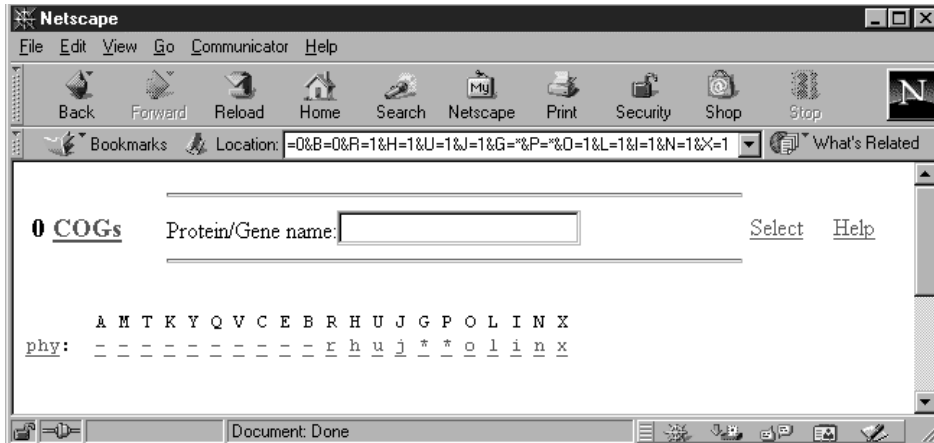 Netscape
File Edit View Go Communicator Help
My
N
Back Forward Reload Home Search Netscape Print Security Shop Stop
Bookmarks Location: =0&B=0&R=1&H=1&U=1&J=1&G=*&P=*&O=1&L=1&I=1&N=1&X=1 What's Related
0 COGs Protein/Gene name: Select Help
A M T K Y Q V C E B R H U J G P O L I N X
phy: - - - - - - - - - - r h u j * * o l i n x
Document: Done